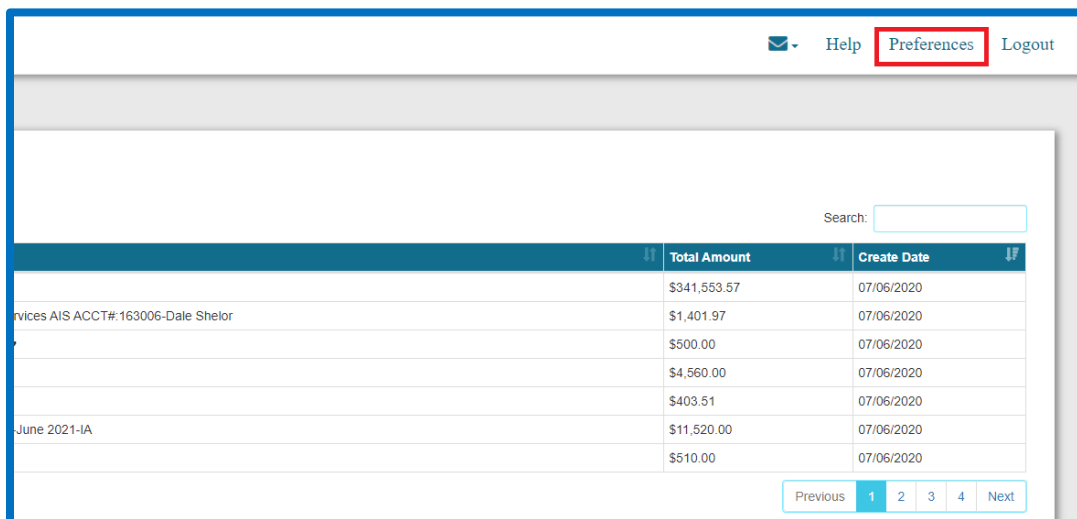 Help Preferences Logout
Search:
Total Amount Create Date
$341,553.57 07/06/2020
rvices AIS ACCT#:163006-Dale Shelor $1,401.97 07/06/2020
$500.00 07/06/2020
$4,560.00 07/06/2020
$403.51 07/06/2020
-June 2021-IA $11,520.00 07/06/2020
$510.00 07/06/2020
Previous 1 2 3 4 Next